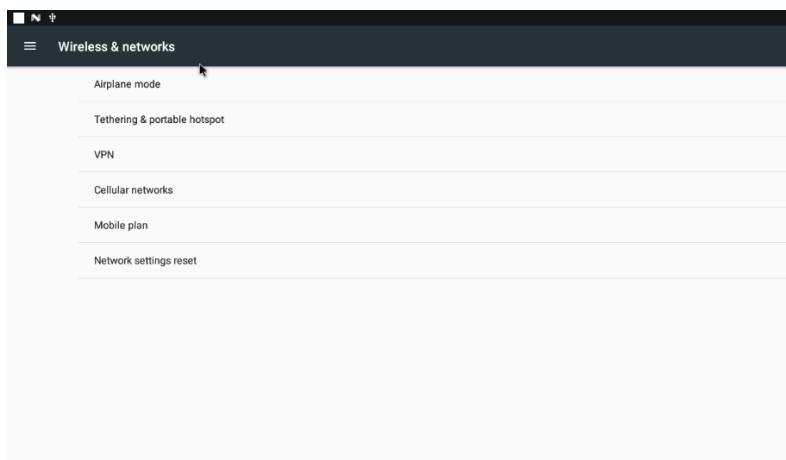 Wireless & networks
Airplane mode
Tethering & portable hotspot
VPN
Cellular networks
Mobile plan
Network settings reset